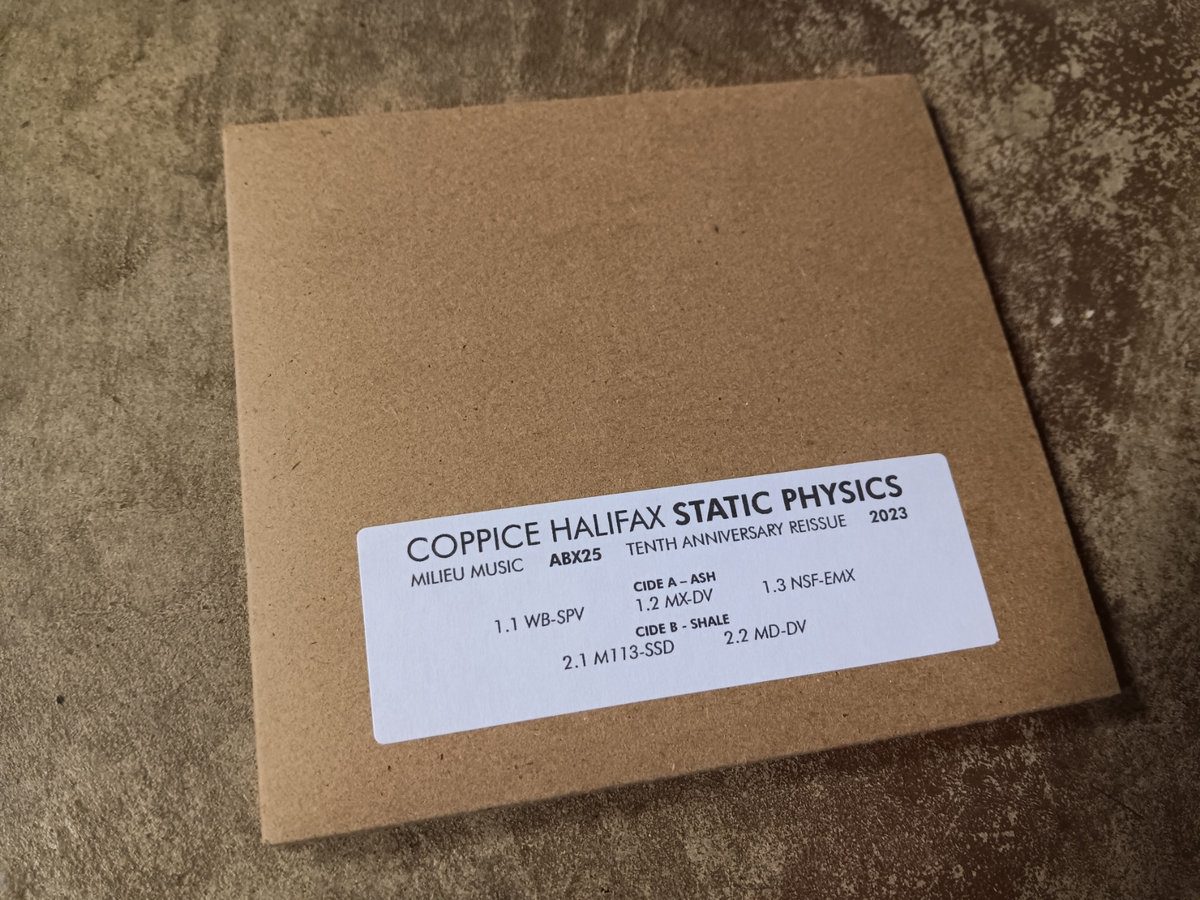 COPPICE HALIFAX STATIC PHYSICS
MILIEU MUSIC ABX25 TENTH ANNIVERSARY REISSUE 2023
CIDE A – ASH
1.1 WB-SPV 1.2 MX-DV 1.3 NSF-EMX
CIDE B - SHALE
2.1 M113-SSD 2.2 MD-DV